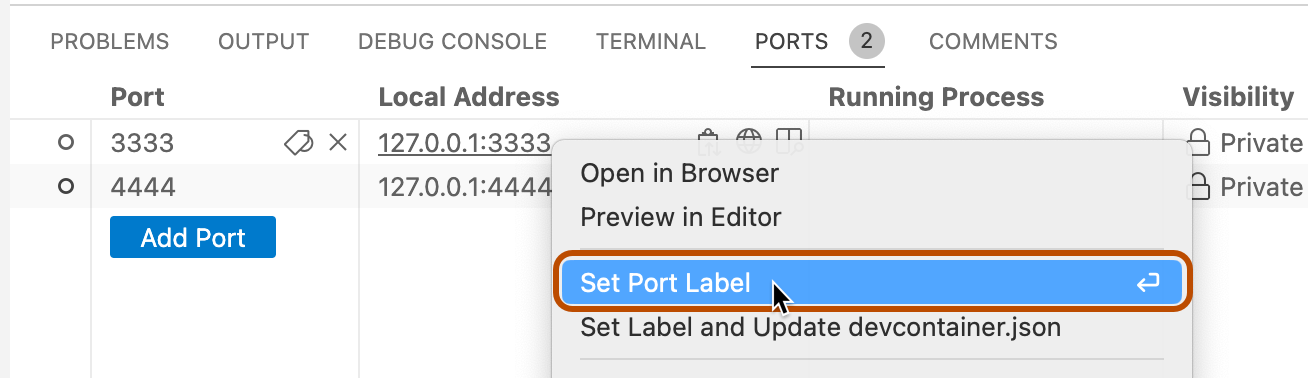 PROBLEMS OUTPUT DEBUG CONSOLE TERMINAL PORTS 2 COMMENTS
Port Local Address Running Process Visibility
3333 127.0.0.1:3333 Private
4444 127.0.0.1:4444 Private
Add Port
Open in Browser
Preview in Editor
Set Port Label
Set Label and Update devcontainer.json